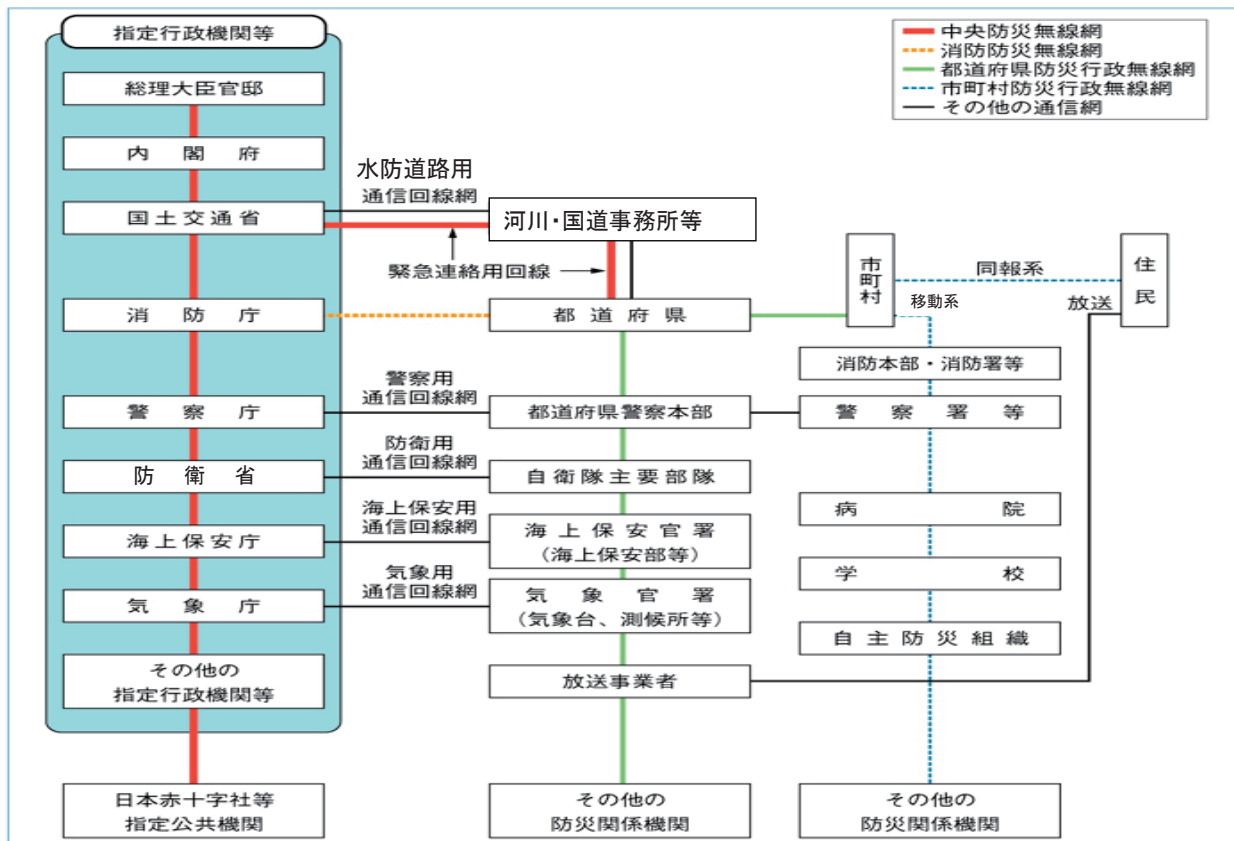 指定行政機関等
総理大臣官邸
内閣府
国土交通省
消防庁
警察庁
防衛省
海上保安庁
気象庁
その他の
指定行政機関等
日本赤十字社等
指定公共機関
水防道路用
通信回線網
緊急連絡用回線
警察用
通信回線網
防衛用
通信回線網
海上保安用
通信回線網
気象用
通信回線網
河川・国道事務所等
都道府県
都道府県警察本部
自衛隊主要部隊
海上保安官署
(海上保安部等)
気象官署
(気象台、測候所等)
放送事業者
その他の
防災関係機関
中央防災無線網
消防防災無線網
都道府県防災行政無線網
市町村防災行政無線網
その他の通信網
市町村
同報系
移動系
放送
住民
消防本部・消防署等
警察署等
病院
学校
自主防災組織
その他の
防災関係機関